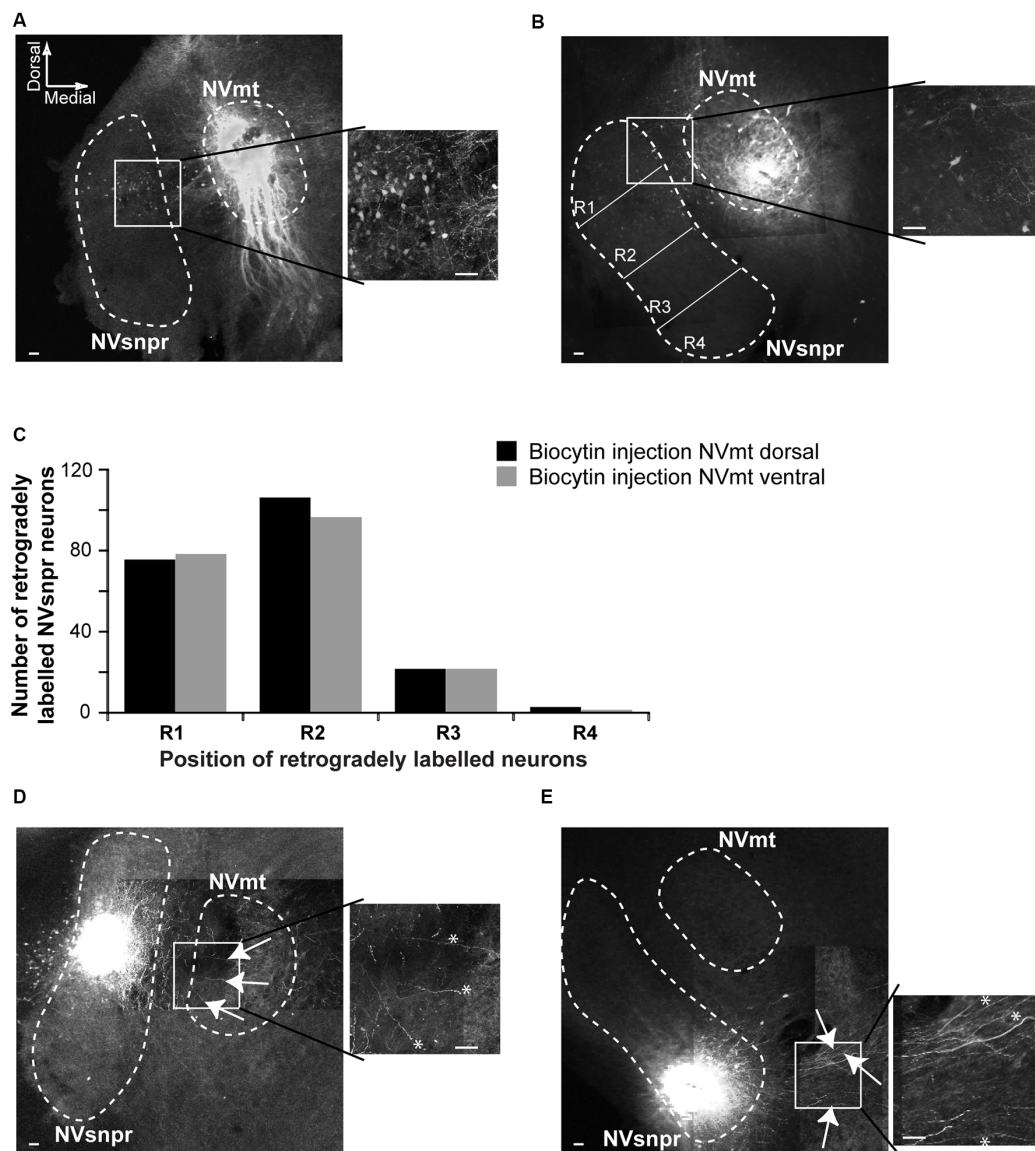 A
Dorsal
Medial
NVmt
NVsnpr
B
NVmt
R1
R2
R3
R4
NVsnpr
C
Biocytin injection NVmt dorsal
Biocytin injection NVmt ventral
Number of retrogradely
labelled NVsnpr neurons
120
80
40
0
R1 R2 R3 R4
Position of retrogradely labelled neurons
D
NVmt
*
*
*
NVsnpr
E
NVmt
*
*
*
NVsnpr